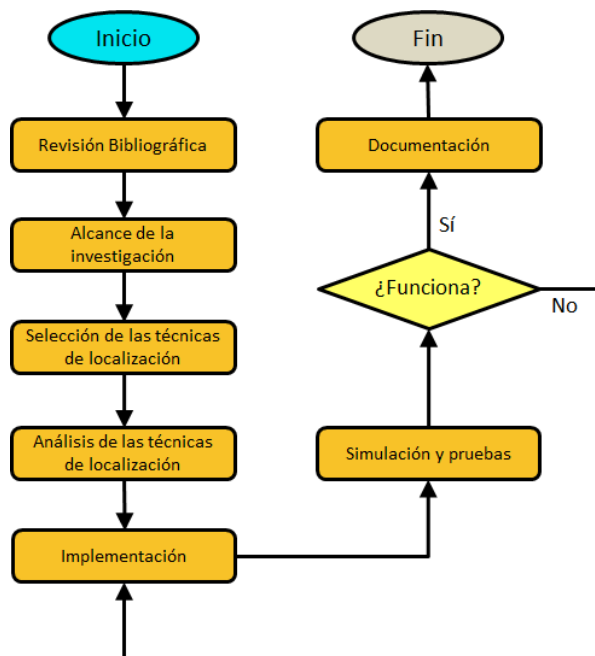 Inicio
Revisión Bibliográfica
Alcance de la
investigación
Selección de las técnicas
de localización
Análisis de las técnicas
de localización
Implementación
Simulación y pruebas
¿Funciona?
No
Sí
Documentación
Fin